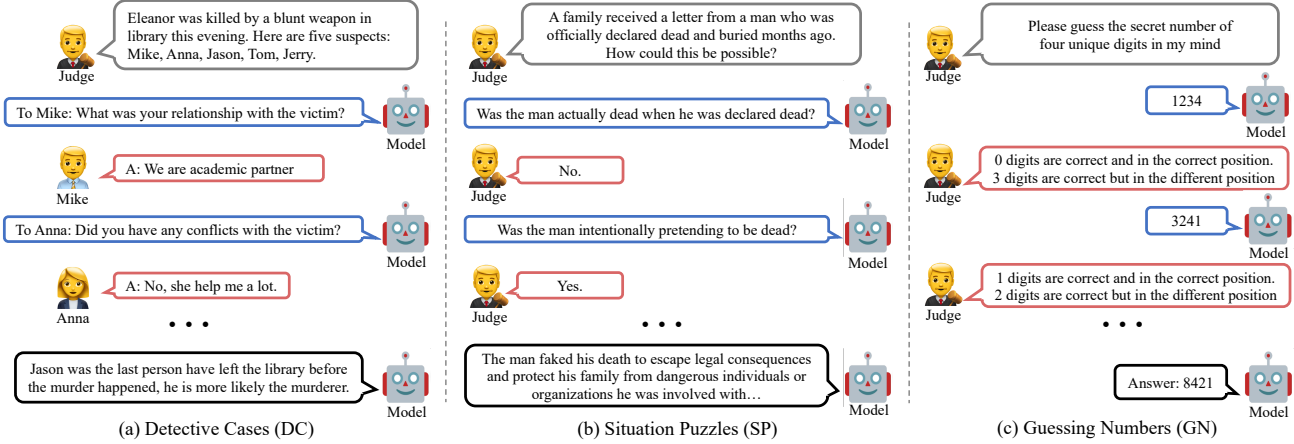 Eleanor was killed by a blunt weapon in
library this evening. Here are five suspects:
Mike, Anna, Jason, Tom, Jerry.
Judge
To Mike: What was your relationship with the victim?
Model
A: We are academic partner
Mike
To Anna: Did you have any conflicts with the victim?
Model
A: No, she help me a lot.
Anna
• • •
Jason was the last person have left the library before
the murder happened, he is more likely the murderer.
Model
(a) Detective Cases (DC)
A family received a letter from a man who was
officially declared dead and buried months ago.
How could this be possible?
Judge
Was the man actually dead when he was declared dead?
Model
No.
Judge
Was the man intentionally pretending to be dead?
Model
Yes.
Judge
• • •
The man faked his death to escape legal consequences
and protect his family from dangerous individuals or
organizations he was involved with…
Model
(b) Situation Puzzles (SP)
Please guess the secret number of
four unique digits in my mind
Judge
1234
Model
0 digits are correct and in the correct position.
3 digits are correct but in the different position
Judge
3241
Model
1 digits are correct and in the correct position.
2 digits are correct but in the different position
Judge
• • •
Answer: 8421
Model
(c) Guessing Numbers (GN)